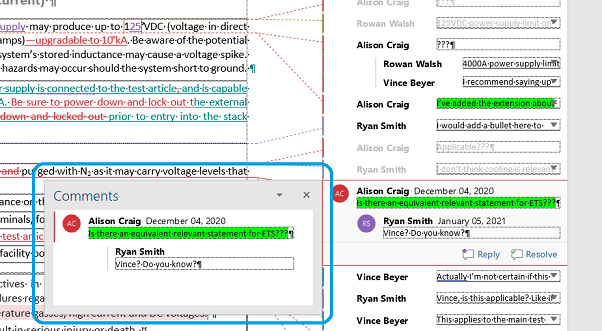 urrent)
supply may produce up to 125 VDC (voltage in direct
amps)—upgradable to 10 kA. Be aware of the potential
system's stored inductance may cause a voltage spike.
hazards may occur should the system short to ground. ¶
r supply is connected to the test article, and is capable
A. Be sure to power down and lock out the external
down and locked out prior to entry into the stack
and purged with N₂ as it may carry voltage levels that
Comments
Alison Craig December 04, 2020
AC
Is there an equivalent relevant statement for ETS???¶
Ryan Smith
Vince? Do you know?¶
ance or th
minals, fo
test artic
facility po
ctives in
lures rega
erature gasses, high current and DC voltages.
ult in serious injury or death.
???¶
Rowan Walsh 125VDC power supply limit on
Alison Craig ???¶
Rowan Walsh 4000A power supply limit
Vince Beyer I recommend saying up
Alison Craig I've added the extension about
Ryan Smith I would add a bullet here to
Alison Craig Applicable???¶
Ryan Smith I don't think cooling is relevant
AC
Alison Craig December 04, 2020
Is there an equivalent relevant statement for ETS???¶
RS
Ryan Smith January 05, 2021
Vince? Do you know?¶
Reply Resolve
Vince Beyer Actually I'm not certain if this
Ryan Smith Vince, is this applicable? Like if
Vince Beyer This applies to the main test